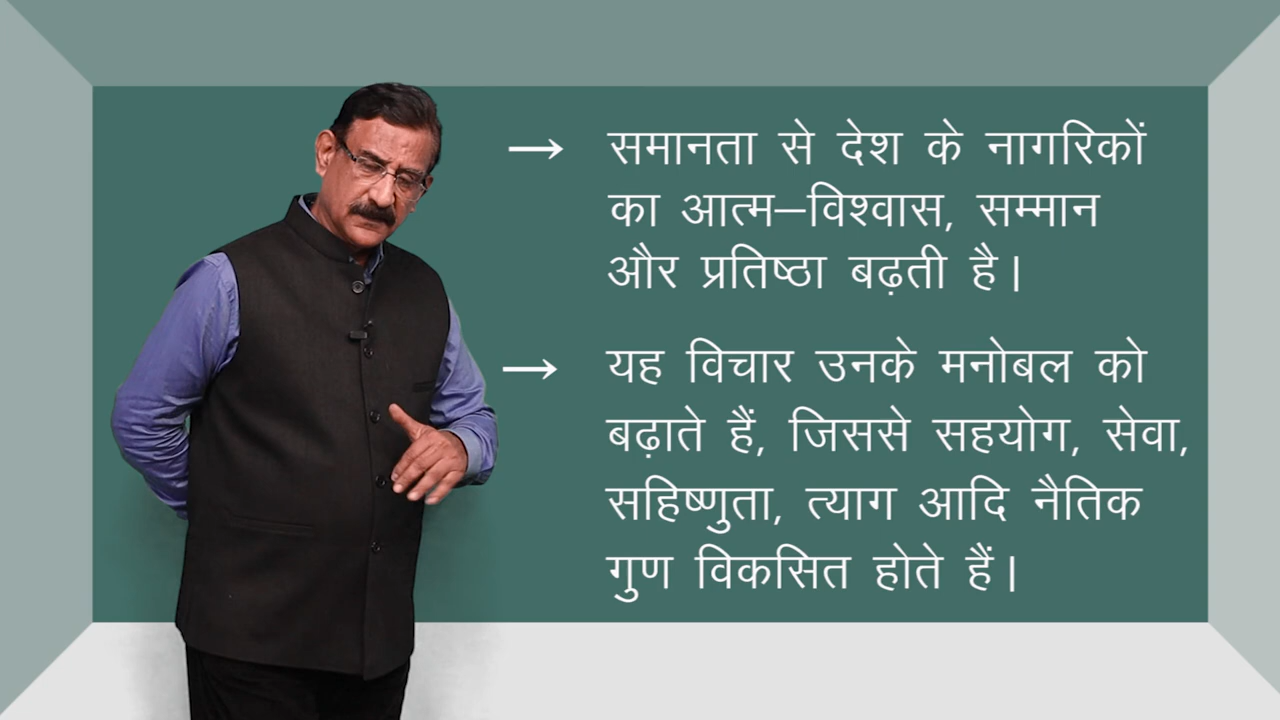 → समानता से देश के नागरिकों
का आत्म–विश्वास, सम्मान
और प्रतिष्ठा बढ़ती है।
→ यह विचार उनके मनोबल को
बढ़ाते हैं, जिससे सहयोग, सेवा,
सहिष्णुता, त्याग आदि नैतिक
गुण विकसित होते हैं।